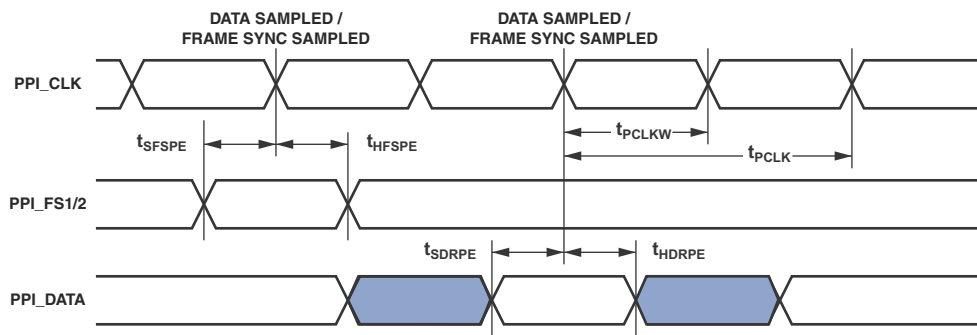 DATA SAMPLED /
FRAME SYNC SAMPLED
DATA SAMPLED /
FRAME SYNC SAMPLED
PPI_CLK
tPCLKW
tSFSPE
tHFSPE
tPCLK
PPI_FS1/2
tSDRPE
tHDRPE
PPI_DATA